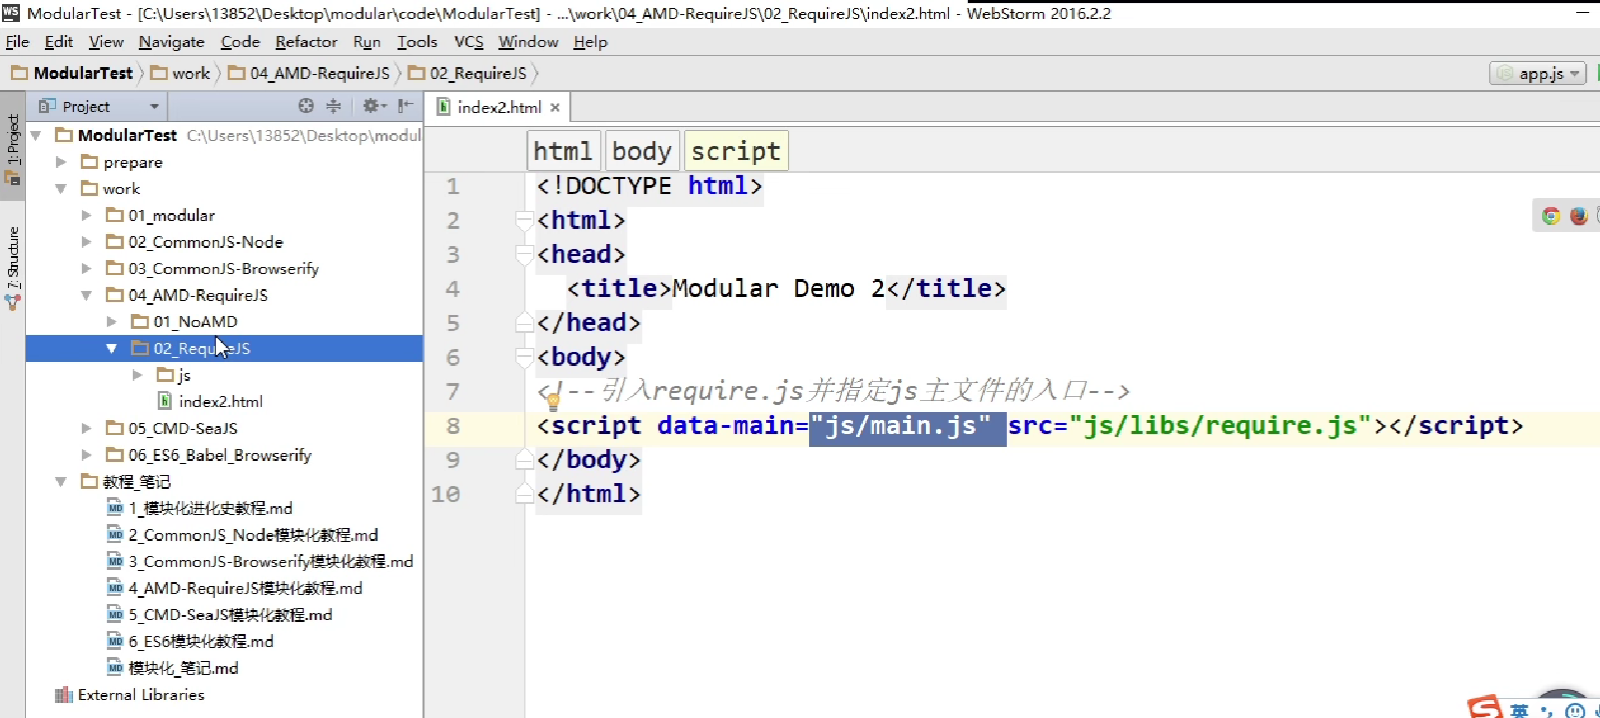 WS ModularTest - [C:\Users\13852\Desktop\modular\code\ModularTest] - ...\work\04_AMD-RequireJS\02_RequireJS\index2.html - WebStorm 2016.2.2
File Edit View Navigate Code Refactor Run Tools VCS Window Help
ModularTest work 04_AMD-RequireJS 02_RequireJS app.js
Project
index2.html
1: Project
7: Structure
ModularTest C:\Users\13852\Desktop\modul
prepare
work
01_modular
02_CommonJS-Node
03_CommonJS-Browserify
04_AMD-RequireJS
01_NoAMD
02_RequireJS
js
index2.html
05_CMD-SeaJS
06_ES6_Babel_Browserify
教程_笔记
MD 1_模块化进化史教程.md
MD 2_CommonJS_Node模块化教程.md
MD 3_CommonJS-Browserify模块化教程.md
MD 4_AMD-RequireJS模块化教程.md
MD 5_CMD-SeaJS模块化教程.md
MD 6_ES6模块化教程.md
MD 模块化_笔记.md
External Libraries
html body script
1 <!DOCTYPE html>
2 <html>
3 <head>
4 <title>Modular Demo 2</title>
5 </head>
6 <body>
7 <!--引入require.js并指定js主文件的入口-->
8 <script data-main="js/main.js" src="js/libs/require.js"></script>
9 </body>
10 </html>
英